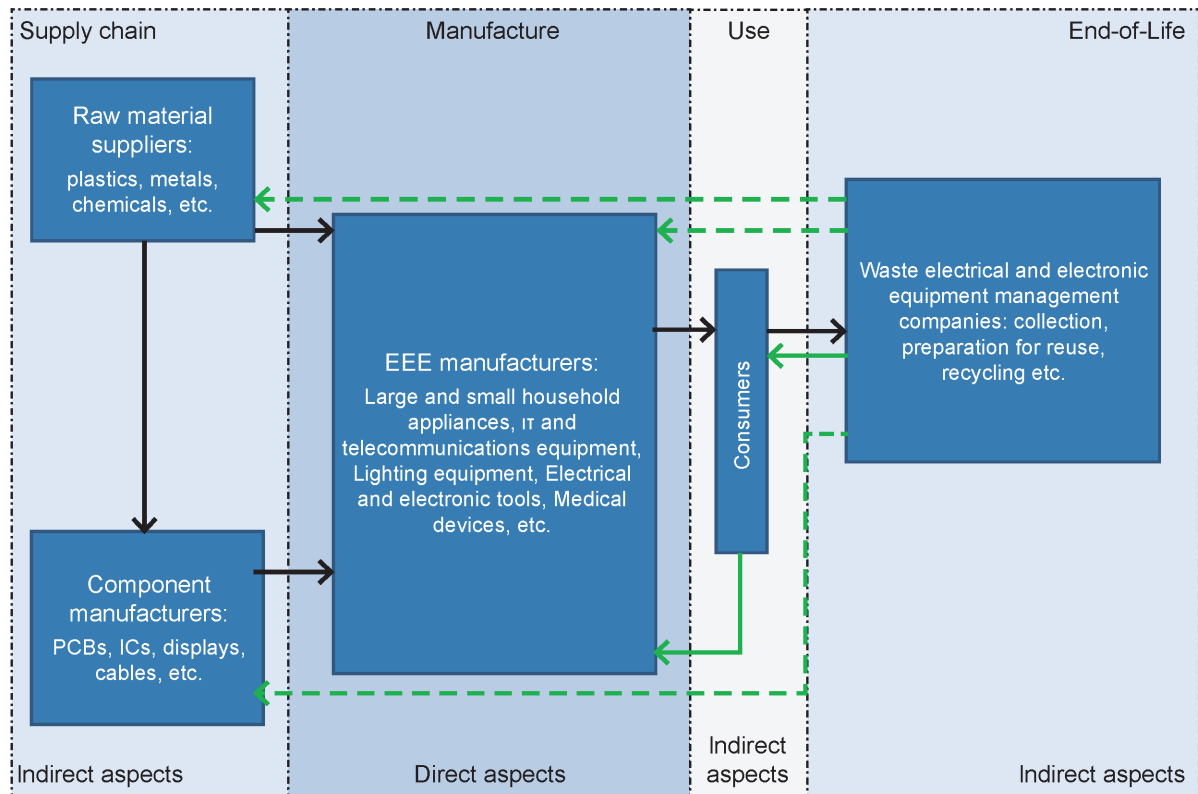 Supply chain
Manufacture
Use
End-of-Life
Raw material
suppliers:
plastics, metals,
chemicals, etc.
EEE manufacturers:
Large and small household
appliances, IT and
telecommunications equipment,
Lighting equipment, Electrical
and electronic tools, Medical
devices, etc.
Consumers
Waste electrical and electronic
equipment management
companies: collection,
preparation for reuse,
recycling etc.
Component
manufacturers:
PCBs, ICs, displays,
cables, etc.
Indirect aspects
Direct aspects
Indirect
aspects
Indirect aspects